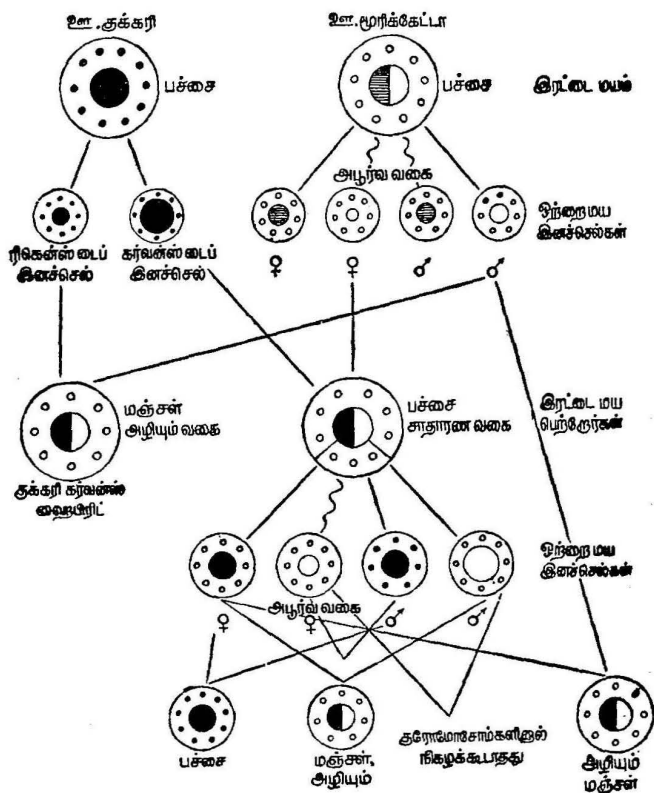 ஊ.குக்கரி
ஊ.மூரிக்கேட்டா
பச்சை
பச்சை
இரட்டை மயம்
அபூர்வ வகை
ஒற்றை மய
இனச்செல்கள்
ரிகென்ஸ் டைப்
இனச்செல்
கர்வன்ஸ் டைப்
இனச்செல்
♀
♀
♂
♂
மஞ்சள்
அழியும் வகை
குக்கரி கர்வன்ஸ்
ஹைபிரிட்
பச்சை
சாதாரண வகை
இரட்டை மய
பெற்றோர்கள்
ஒற்றை மய
இனச்செல்கள்
அபூர்வ வகை
♀
♀
♂
♂
பச்சை
மஞ்சள்,
அழியும்
குரோமோசோம்களினால்
நிகழக்கூடாதது
அழியும்
மஞ்சள்